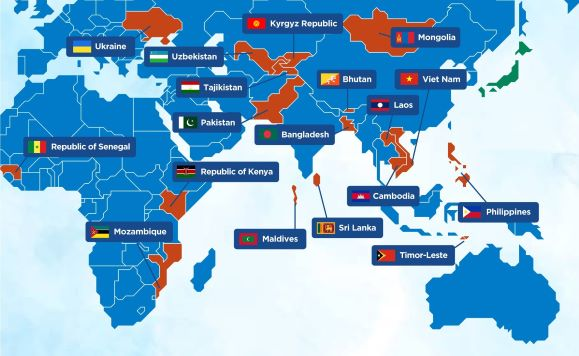 Kyrgyz Republic
Ukraine
Mongolia
Uzbekistan
Tajikistan
Bhutan
Viet Nam
Laos
Pakistan
Bangladesh
Republic of Senegal
Republic of Kenya
Cambodia
Philippines
Mozambique
Sri Lanka
Maldives
Timor-Leste